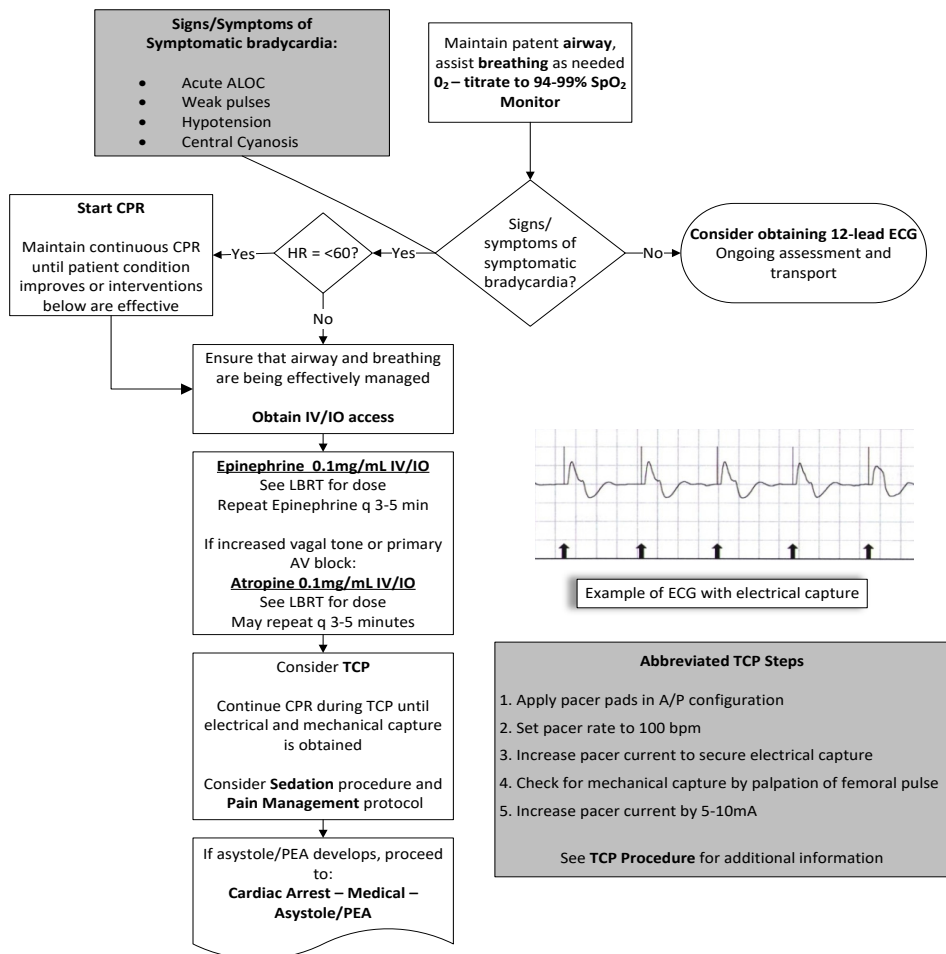 Signs/Symptoms of
Symptomatic bradycardia:
• Acute ALOC
• Weak pulses
• Hypotension
• Central Cyanosis
Maintain patent airway,
assist breathing as needed
0₂ – titrate to 94-99% SpO₂
Monitor
Signs/
symptoms of
symptomatic
bradycardia?
No
Consider obtaining 12-lead ECG
Ongoing assessment and
transport
Yes
HR = <60?
Yes
Start CPR
Maintain continuous CPR
until patient condition
improves or interventions
below are effective
No
Ensure that airway and breathing
are being effectively managed
Obtain IV/IO access
Epinephrine 0.1mg/mL IV/IO
See LBRT for dose
Repeat Epinephrine q 3-5 min
If increased vagal tone or primary
AV block:
Atropine 0.1mg/mL IV/IO
See LBRT for dose
May repeat q 3-5 minutes
Consider TCP
Continue CPR during TCP until
electrical and mechanical capture
is obtained
Consider Sedation procedure and
Pain Management protocol
If asystole/PEA develops, proceed
to:
Cardiac Arrest – Medical –
Asystole/PEA
Example of ECG with electrical capture
Abbreviated TCP Steps
1. Apply pacer pads in A/P configuration
2. Set pacer rate to 100 bpm
3. Increase pacer current to secure electrical capture
4. Check for mechanical capture by palpation of femoral pulse
5. Increase pacer current by 5-10mA
See TCP Procedure for additional information